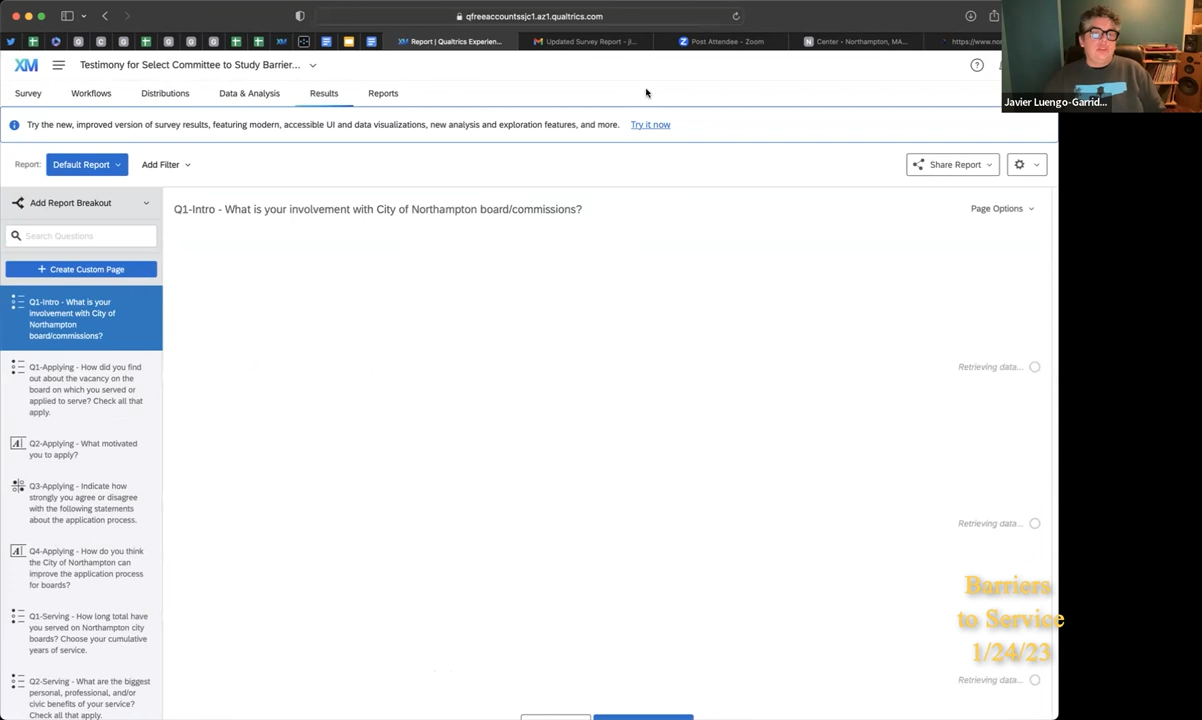 qfreeaccountssjc1.az1.qualtrics.com
Report | Qualtrics Experien...
Updated Survey Report - jl...
Post Attendee - Zoom
Center - Northampton, MA...
https://www.nor
XM
Testimony for Select Committee to Study Barrier...
Survey
Workflows
Distributions
Data & Analysis
Results
Reports
Try the new, improved version of survey results, featuring modern, accessible UI and data visualizations, new analysis and exploration features, and more. Try it now
Report:
Default Report
Add Filter
Share Report
Add Report Breakout
Search Questions
+ Create Custom Page
Q1-Intro - What is your
involvement with City of
Northampton
board/commissions?
Q1-Applying - How did you find
out about the vacancy on the
board on which you served or
applied to serve? Check all that
apply.
Q2-Applying - What motivated
you to apply?
Q3-Applying - Indicate how
strongly you agree or disagree
with the following statements
about the application process.
Q4-Applying - How do you think
the City of Northampton can
improve the application process
for boards?
Q1-Serving - How long total have
you served on Northampton city
boards? Choose your cumulative
years of service.
Q2-Serving - What are the biggest
personal, professional, and/or
civic benefits of your service?
Check all that apply.
Q1-Intro - What is your involvement with City of Northampton board/commissions?
Page Options
Retrieving data...
Retrieving data...
Retrieving data...
Javier Luengo-Garrid...
Barriers
to Service
1/24/23